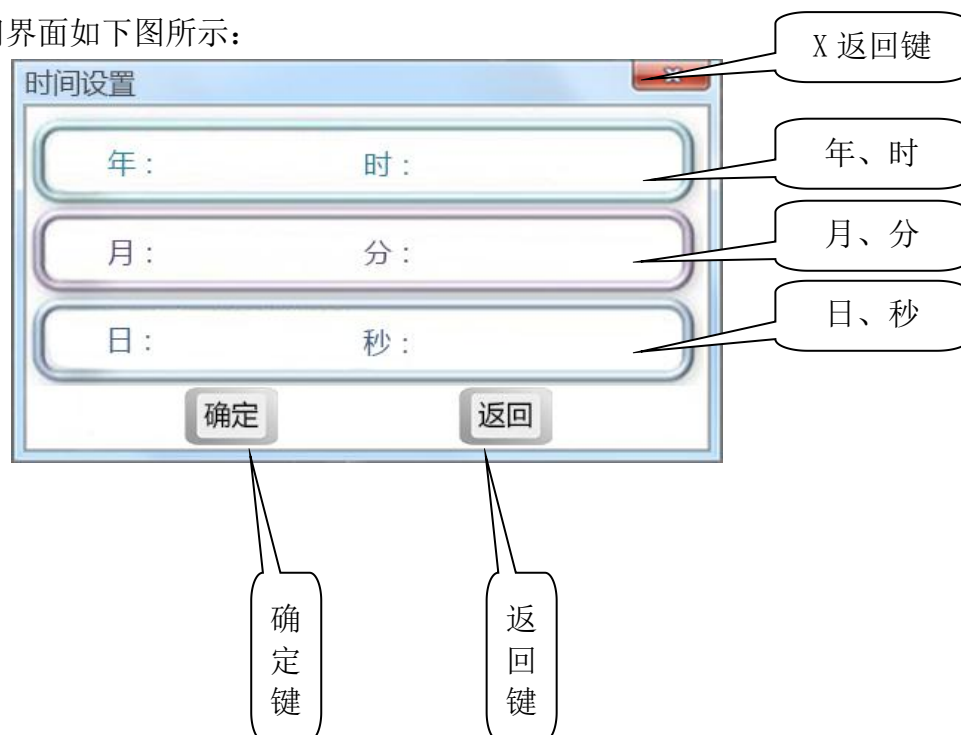 界面如下图所示：
X 返回键
时间设置
年： 时：
年、时
月： 分：
月、分
日： 秒：
日、秒
确定 返回
确定键
返回键